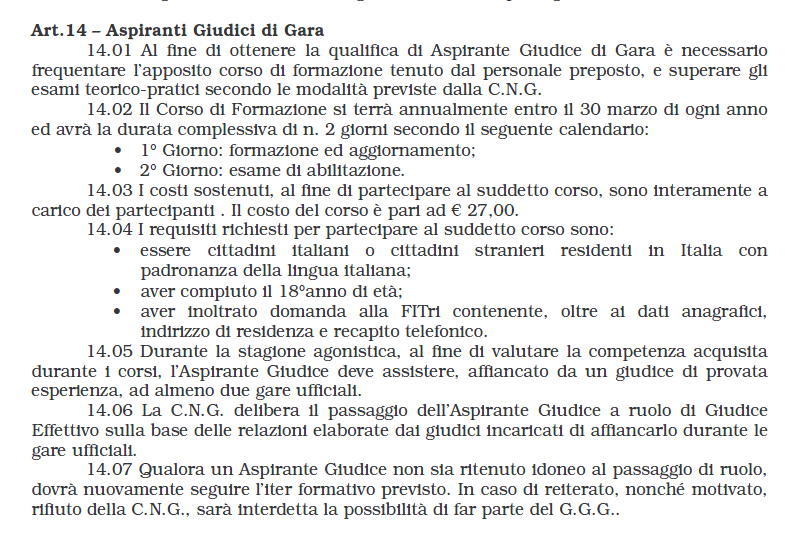 Art.14 – Aspiranti Giudici di Gara
14.01 Al fine di ottenere la qualifica di Aspirante Giudice di Gara è necessario
frequentare l'apposito corso di formazione tenuto dal personale preposto, e superare gli
esami teorico-pratici secondo le modalità previste dalla C.N.G.
14.02 Il Corso di Formazione si terrà annualmente entro il 30 marzo di ogni anno
ed avrà la durata complessiva di n. 2 giorni secondo il seguente calendario:
• 1° Giorno: formazione ed aggiornamento;
• 2° Giorno: esame di abilitazione.
14.03 I costi sostenuti, al fine di partecipare al suddetto corso, sono interamente a
carico dei partecipanti . Il costo del corso è pari ad € 27,00.
14.04 I requisiti richiesti per partecipare al suddetto corso sono:
• essere cittadini italiani o cittadini stranieri residenti in Italia con
padronanza della lingua italiana;
• aver compiuto il 18°anno di età;
• aver inoltrato domanda alla FITri contenente, oltre ai dati anagrafici,
indirizzo di residenza e recapito telefonico.
14.05 Durante la stagione agonistica, al fine di valutare la competenza acquisita
durante i corsi, l'Aspirante Giudice deve assistere, affiancato da un giudice di provata
esperienza, ad almeno due gare ufficiali.
14.06 La C.N.G. delibera il passaggio dell'Aspirante Giudice a ruolo di Giudice
Effettivo sulla base delle relazioni elaborate dai giudici incaricati di affiancarlo durante le
gare ufficiali.
14.07 Qualora un Aspirante Giudice non sia ritenuto idoneo al passaggio di ruolo,
dovrà nuovamente seguire l'iter formativo previsto. In caso di reiterato, nonché motivato,
rifiuto della C.N.G., sarà interdetta la possibilità di far parte del G.G.G..